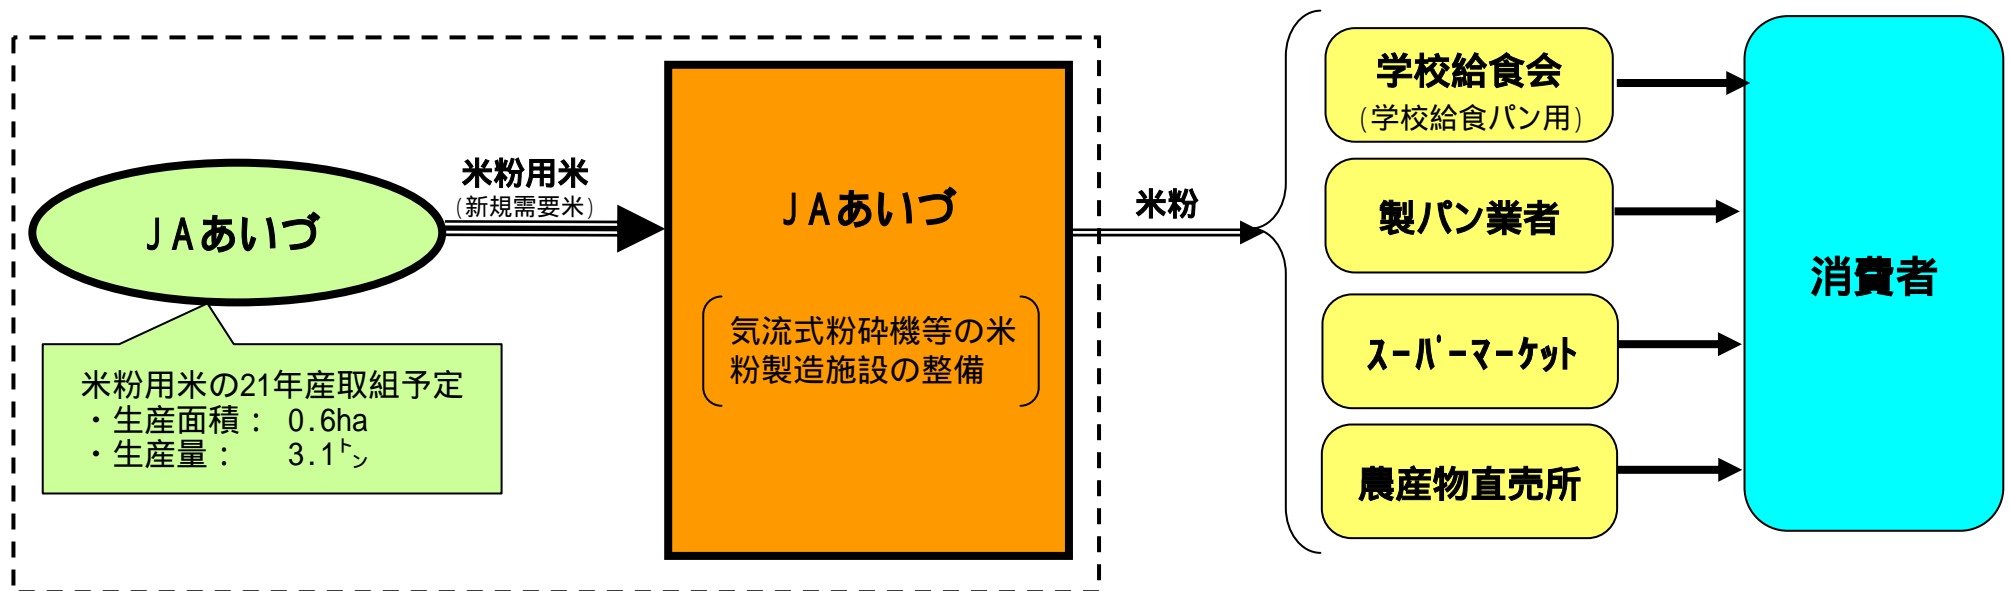 JAあいづ
米粉用米の21年産取組予定
・生産面積： 0.6ha
・生産量： 3.1㌧
米粉用米
(新規需要米)
JAあいづ
気流式粉砕機等の米
粉製造施設の整備
米粉
学校給食会
(学校給食パン用)
製パン業者
ｽｰﾊﾟｰﾏｰｹｯﾄ
農産物直売所
消費者